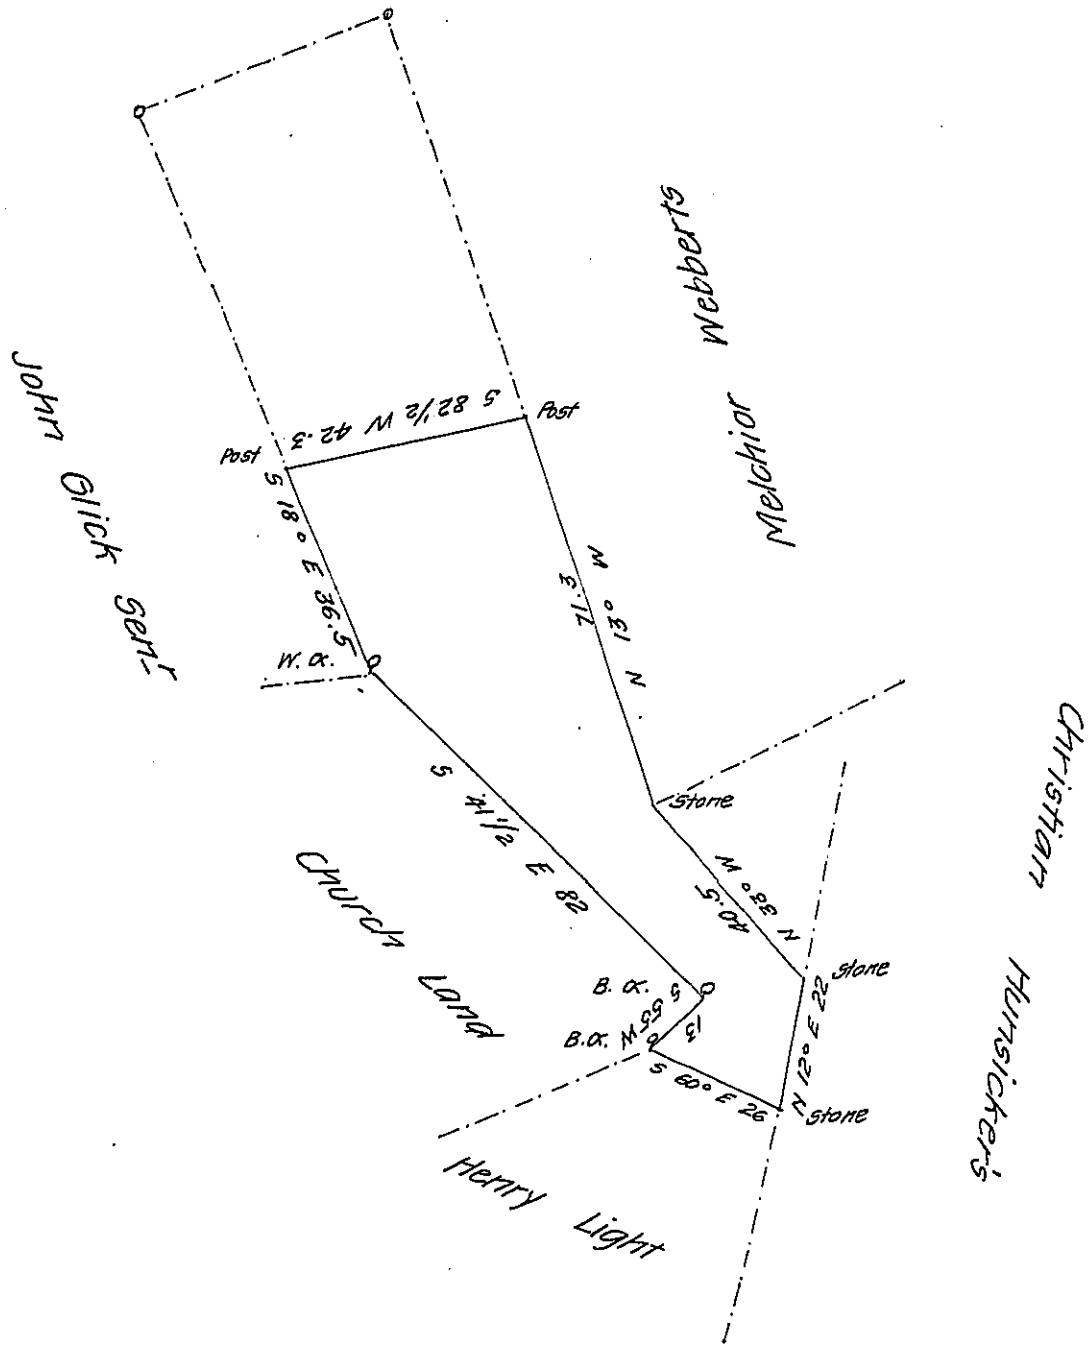 Melchior Webberts
S 82 1/2 W 42.3
Post
Post
S 18° E 36.5
John Glick Sen.r
W. O.
N 13° W
71.3
Stone
Christian Hunsicker's
S 41 1/2 E 82
N 33° W
40.5
Stone
Church Land
B. O.
S 55 W
13
B.O.
N 12° E 22
S 60° E 26
Stone
Henry Light